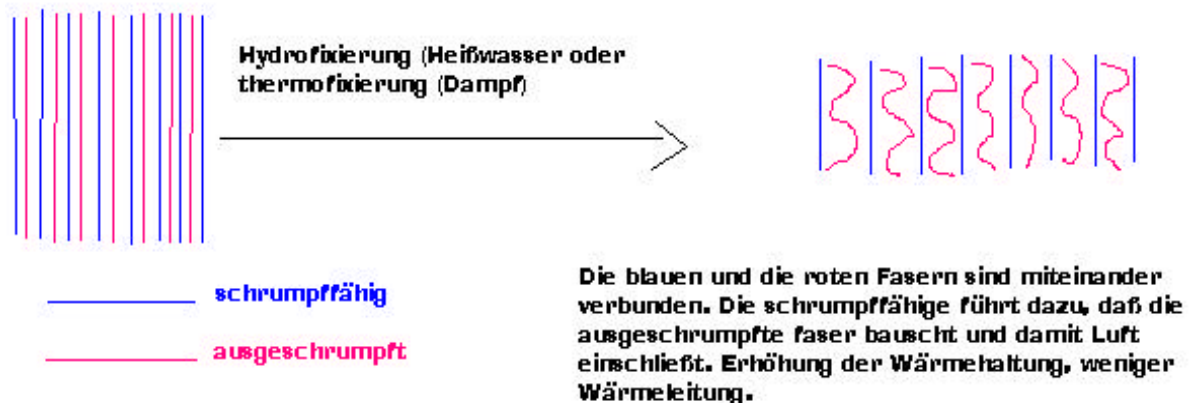 Hydrofixierung (Heißwasser oder
thermofixierung (Dampf)
schrumpffähig
ausgeschrumpft
Die blauen und die roten Fasern sind miteinander
verbunden. Die schrumpffähige führt dazu, daß die
ausgeschrumpfte faser bauscht und damit Luft
einschließt. Erhöhung der Wärmehaltung, weniger
Wärmeleitung.